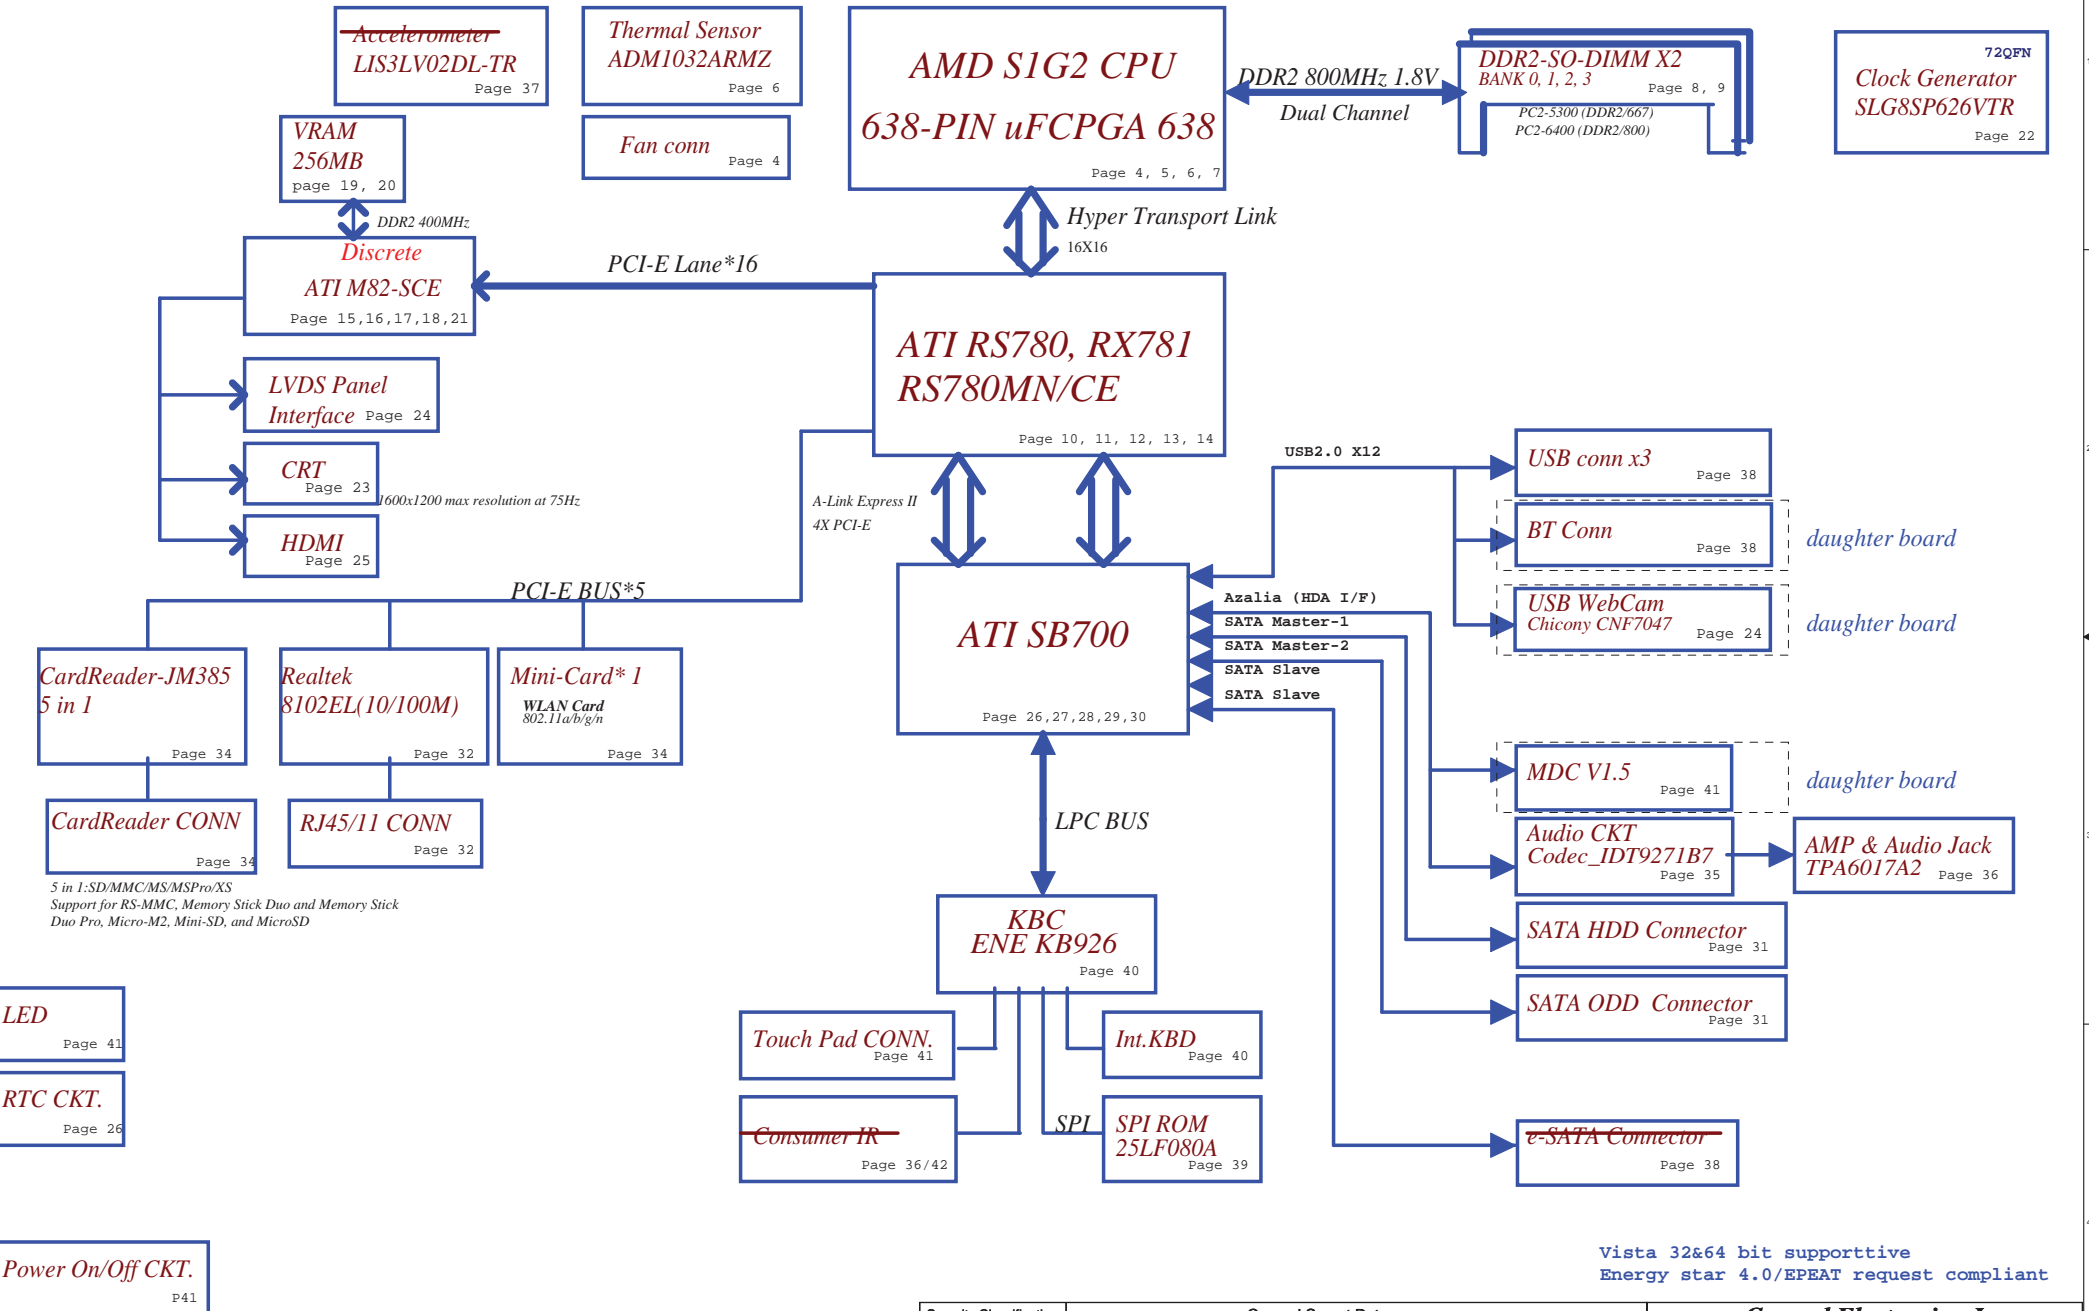 Accelerometer
LIS3LV02DL-TR
Page 37
Thermal Sensor
ADM1032ARMZ
Page 6
Fan conn
Page 4
AMD S1G2 CPU
638-PIN uFCPGA 638
Page 4, 5, 6, 7
DDR2 800MHz 1.8V
Dual Channel
DDR2-SO-DIMM X2
BANK 0, 1, 2, 3
Page 8, 9
PC2-5300 (DDR2/667)
PC2-6400 (DDR2/800)
72QFN
Clock Generator
SLG8SP626VTR
Page 22
VRAM
256MB
page 19, 20
DDR2 400MHz
Discrete
ATI M82-SCE
Page 15,16,17,18,21
PCI-E Lane*16
Hyper Transport Link
16X16
ATI RS780, RX781
RS780MN/CE
Page 10, 11, 12, 13, 14
LVDS Panel
Interface Page 24
CRT
Page 23
1600x1200 max resolution at 75Hz
HDMI
Page 25
A-Link Express II
4X PCI-E
PCI-E BUS*5
USB2.0 X12
USB conn x3
Page 38
BT Conn
Page 38
daughter board
USB WebCam
Chicony CNF7047
Page 24
daughter board
ATI SB700
Page 26,27,28,29,30
Azalia (HDA I/F)
SATA Master-1
SATA Master-2
SATA Slave
SATA Slave
CardReader-JM385
5 in 1
Page 34
Realtek
8102EL(10/100M)
Page 32
Mini-Card* 1
WLAN Card
802.11a/b/g/n
Page 34
CardReader CONN
Page 34
RJ45/11 CONN
Page 32
5 in 1:SD/MMC/MS/MSPro/XS
Support for RS-MMC, Memory Stick Duo and Memory Stick
Duo Pro, Micro-M2, Mini-SD, and MicroSD
LPC BUS
MDC V1.5
Page 41
daughter board
Audio CKT
Codec_IDT9271B7
Page 35
AMP & Audio Jack
TPA6017A2 Page 36
SATA HDD Connector
Page 31
SATA ODD Connector
Page 31
KBC
ENE KB926
Page 40
Touch Pad CONN.
Page 41
Int.KBD
Page 40
Consumer IR
Page 36/42
SPI
SPI ROM
25LF080A
Page 39
e-SATA Connector
Page 38
LED
Page 41
RTC CKT.
Page 26
Power On/Off CKT.
P41
Vista 32&64 bit supporttive
Energy star 4.0/EPEAT request compliant